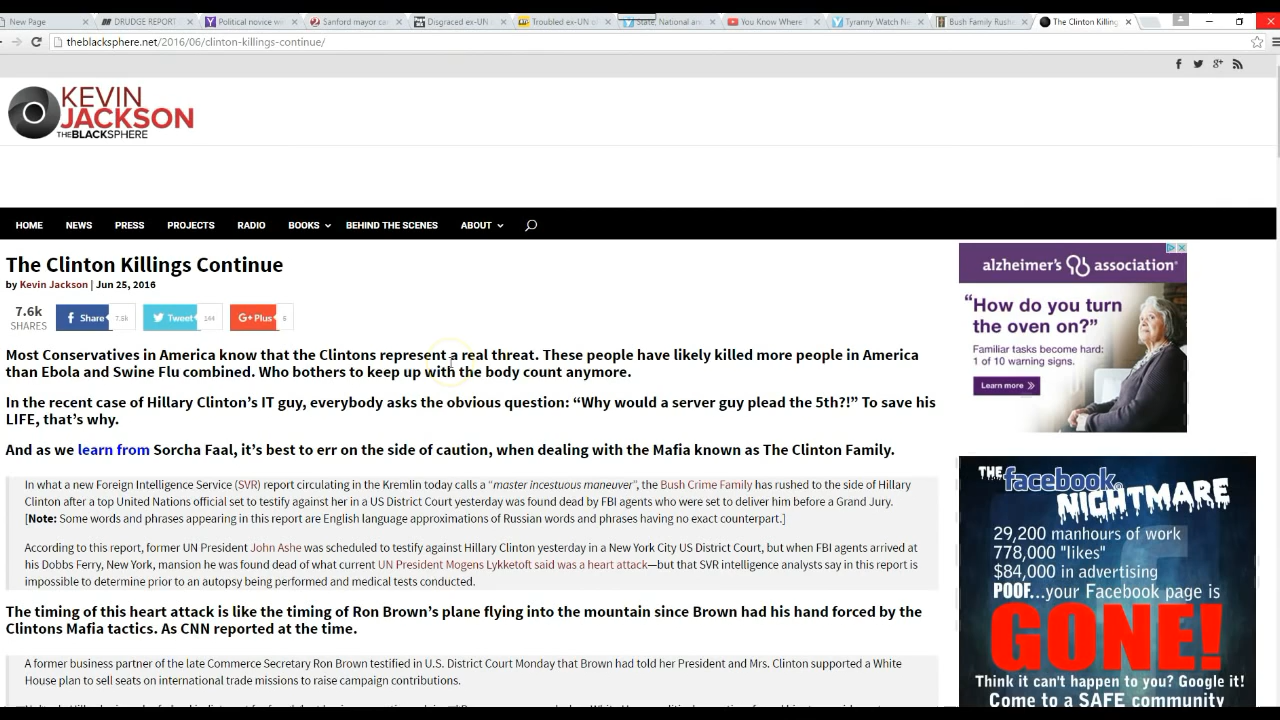 New Page
DRUDGE REPORT
Political novice w
Sanford mayor ca
Disgraced ex-UN
Troubled ex-UN
State, National and
You Know Where
Tyranny Watch Ne
Bush Family Rush
The Clinton Killing
theblacksphere.net/2016/06/clinton-killings-continue/
KEVIN
JACKSON
THEBLACKSPHERE
HOME NEWS PRESS PROJECTS RADIO BOOKS BEHIND THE SCENES ABOUT
The Clinton Killings Continue
by Kevin Jackson | Jun 25, 2016
7.6k
SHARES
Share 7.5k
Tweet 144
G+ Plus
Most Conservatives in America know that the Clintons represent a real threat. These people have likely killed more people in America
than Ebola and Swine Flu combined. Who bothers to keep up with the body count anymore.
In the recent case of Hillary Clinton's IT guy, everybody asks the obvious question: “Why would a server guy plead the 5th?!” To save his
LIFE, that's why.
And as we learn from Sorcha Faal, it's best to err on the side of caution, when dealing with the Mafia known as The Clinton Family.
In what a new Foreign Intelligence Service (SVR) report circulating in the Kremlin today calls a “master incestuous maneuver”, the Bush Crime Family has rushed to the side of Hillary
Clinton after a top United Nations official set to testify against her in a US District Court yesterday was found dead by FBI agents who were set to deliver him before a Grand Jury.
[Note: Some words and phrases appearing in this report are English language approximations of Russian words and phrases having no exact counterpart.]
According to this report, former UN President John Ashe was scheduled to testify against Hillary Clinton yesterday in a New York City US District Court, but when FBI agents arrived at
his Dobbs Ferry, New York, mansion he was found dead of what current UN President Mogens Lykketoft said was a heart attack—but that SVR intelligence analysts say in this report is
impossible to determine prior to an autopsy being performed and medical tests conducted.
The timing of this heart attack is like the timing of Ron Brown's plane flying into the mountain since Brown had his hand forced by the
Clintons Mafia tactics. As CNN reported at the time.
A former business partner of the late Commerce Secretary Ron Brown testified in U.S. District Court Monday that Brown had told her President and Mrs. Clinton supported a White
House plan to sell seats on international trade missions to raise campaign contributions.
alzheimer's association®
“How do you turn
the oven on?”
Familiar tasks become hard:
1 of 10 warning signs.
Learn more
THE facebook
NIGHTMARE
29,200 manhours of work
778,000 "likes"
$84,000 in advertising
POOF...your Facebook page is
GONE!
Think it can't happen to you? Google it!
Come to a SAFE community